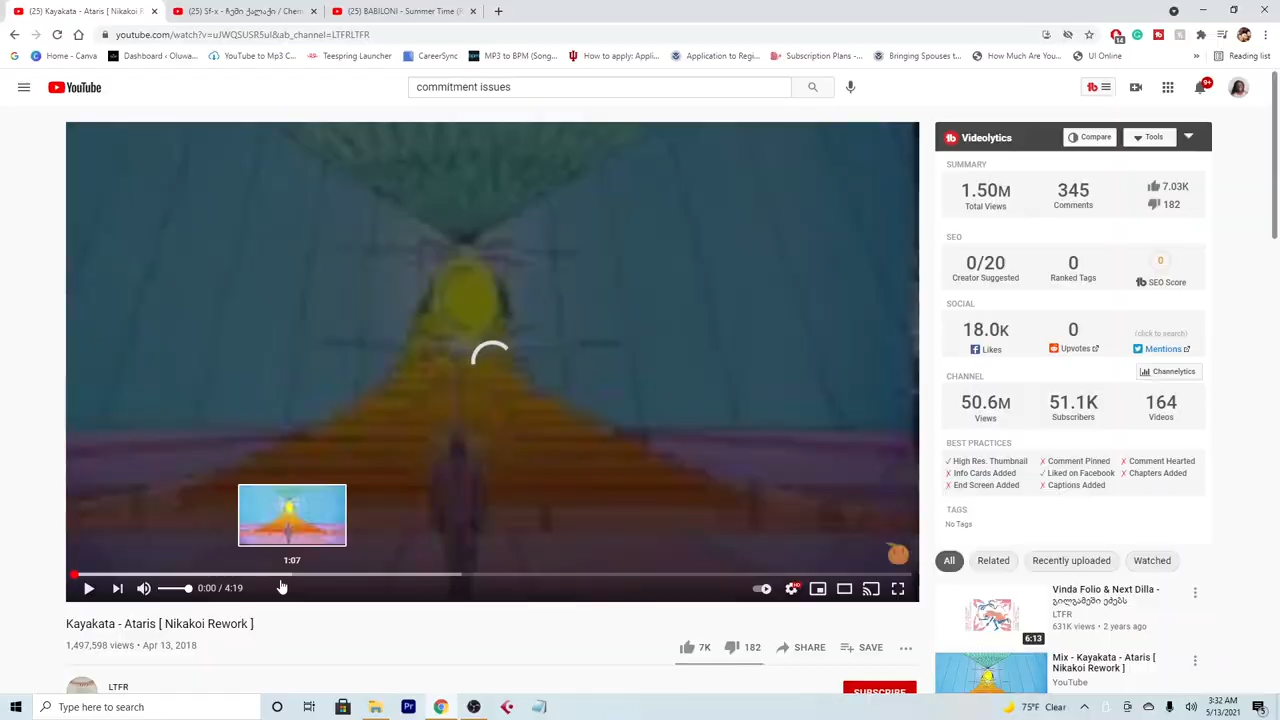 (25) Kayakata - Ataris [ Nikakoi R
(25) SF-X - ჩემო ქალაქო / Chem
(25) BABILONI - Summer Time (Pr
youtube.com/watch?v=uJWQSUSR5uI&ab_channel=LTFRLTFR
14
Home - Canva
Dashboard ‹ Oluwa...
YouTube to Mp3 C...
Teespring Launcher
CareerSync
MP3 to BPM (Song...
How to apply: Appli...
Application to Regi...
Subscription Plans -...
Bringing Spouses t...
How Much Are You...
UI Online
»
Reading list
YouTube
commitment issues
9+
Videolytics
Compare
Tools
SUMMARY
1.50M
Total Views
345
Comments
7.03K
182
SEO
0/20
Creator Suggested
0
Ranked Tags
0
SEO Score
SOCIAL
18.0K
Likes
0
Upvotes
(click to search)
Mentions
CHANNEL
Channelytics
50.6M
Views
51.1K
Subscribers
164
Videos
BEST PRACTICES
High Res. Thumbnail
Comment Pinned
Comment Hearted
Info Cards Added
Liked on Facebook
Chapters Added
End Screen Added
Captions Added
TAGS
No Tags
1:07
0:00 / 4:19
HD
Kayakata - Ataris [ Nikakoi Rework ]
1,497,598 views • Apr 13, 2018
7K
182
SHARE
SAVE
LTFR
SUBSCRIBE
All
Related
Recently uploaded
Watched
Vinda Folio & Next Dilla -
გილგამეში ეძებს
LTFR
631K views • 2 years ago
6:13
Mix - Kayakata - Ataris [
Nikakoi Rework ]
YouTube
Type here to search
75°F Clear
3:32 AM
5/13/2021